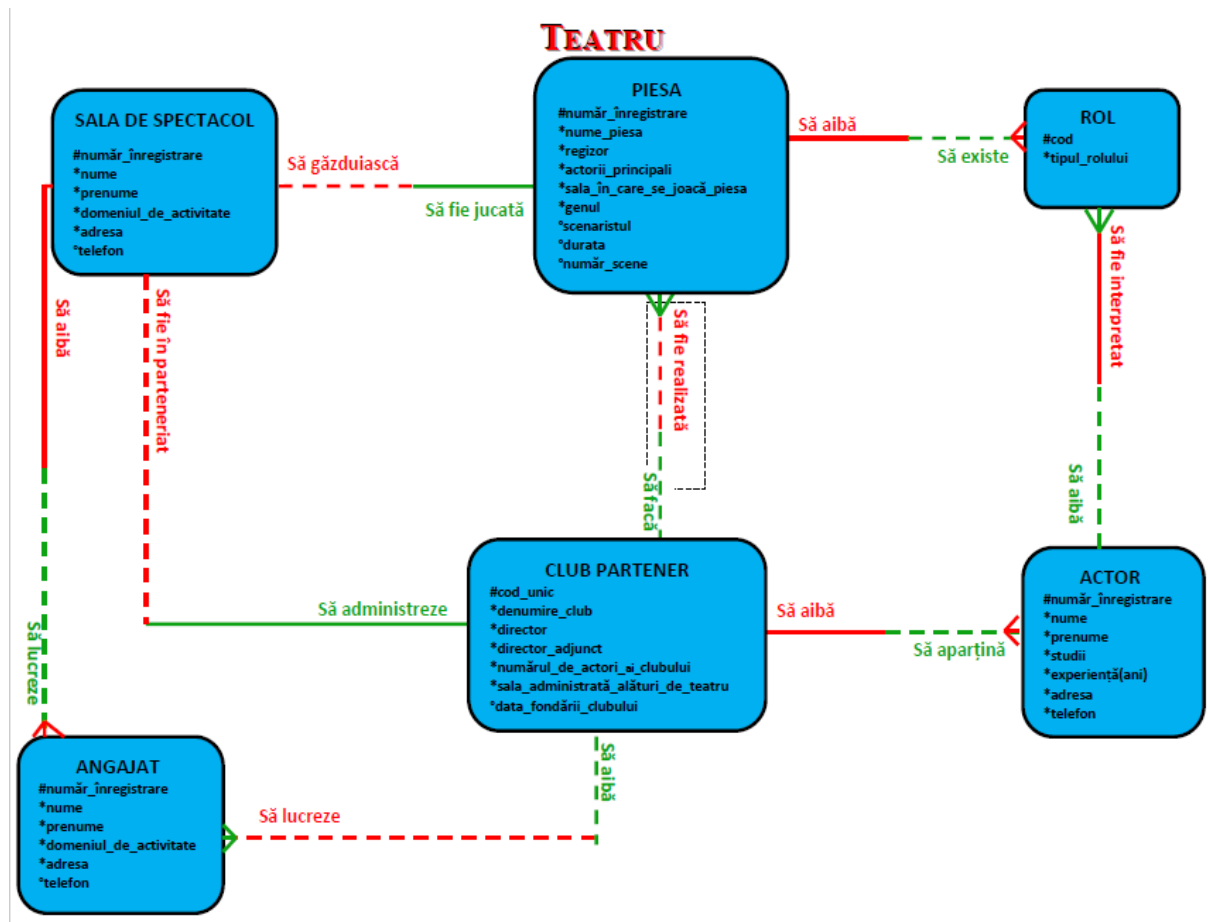 TEATRU
SALA DE SPECTACOL
#număr_înregistrare
*nume
*prenume
*domeniul_de_activitate
*adresa
°telefon
Să găzduiască
Să fie jucată
PIESA
#număr_înregistrare
*nume_piesa
*regizor
*actorii_principali
*sala_în_care_se_joacă_piesa
*genul
°scenaristul
°durata
°număr_scene
Să aibă
Să existe
ROL
#cod
*tipul_rolului
Să aibă
Să fie în parteneriat
Să fie realizată
Să facă
Să fie interpretat
Să aibă
Să lucreze
Să administreze
CLUB PARTENER
#cod_unic
*denumire_club
*director
*director_adjunct
*numărul_de_actori_ai_clubului
*sala_administrată_alături_de_teatru
°data_fondării_clubului
Să aibă
Să aparțină
ACTOR
#număr_înregistrare
*nume
*prenume
*studii
*experiență(ani)
*adresa
*telefon
ANGAJAT
#număr_înregistrare
*nume
*prenume
*domeniul_de_activitate
*adresa
°telefon
Să lucreze
Să aibă